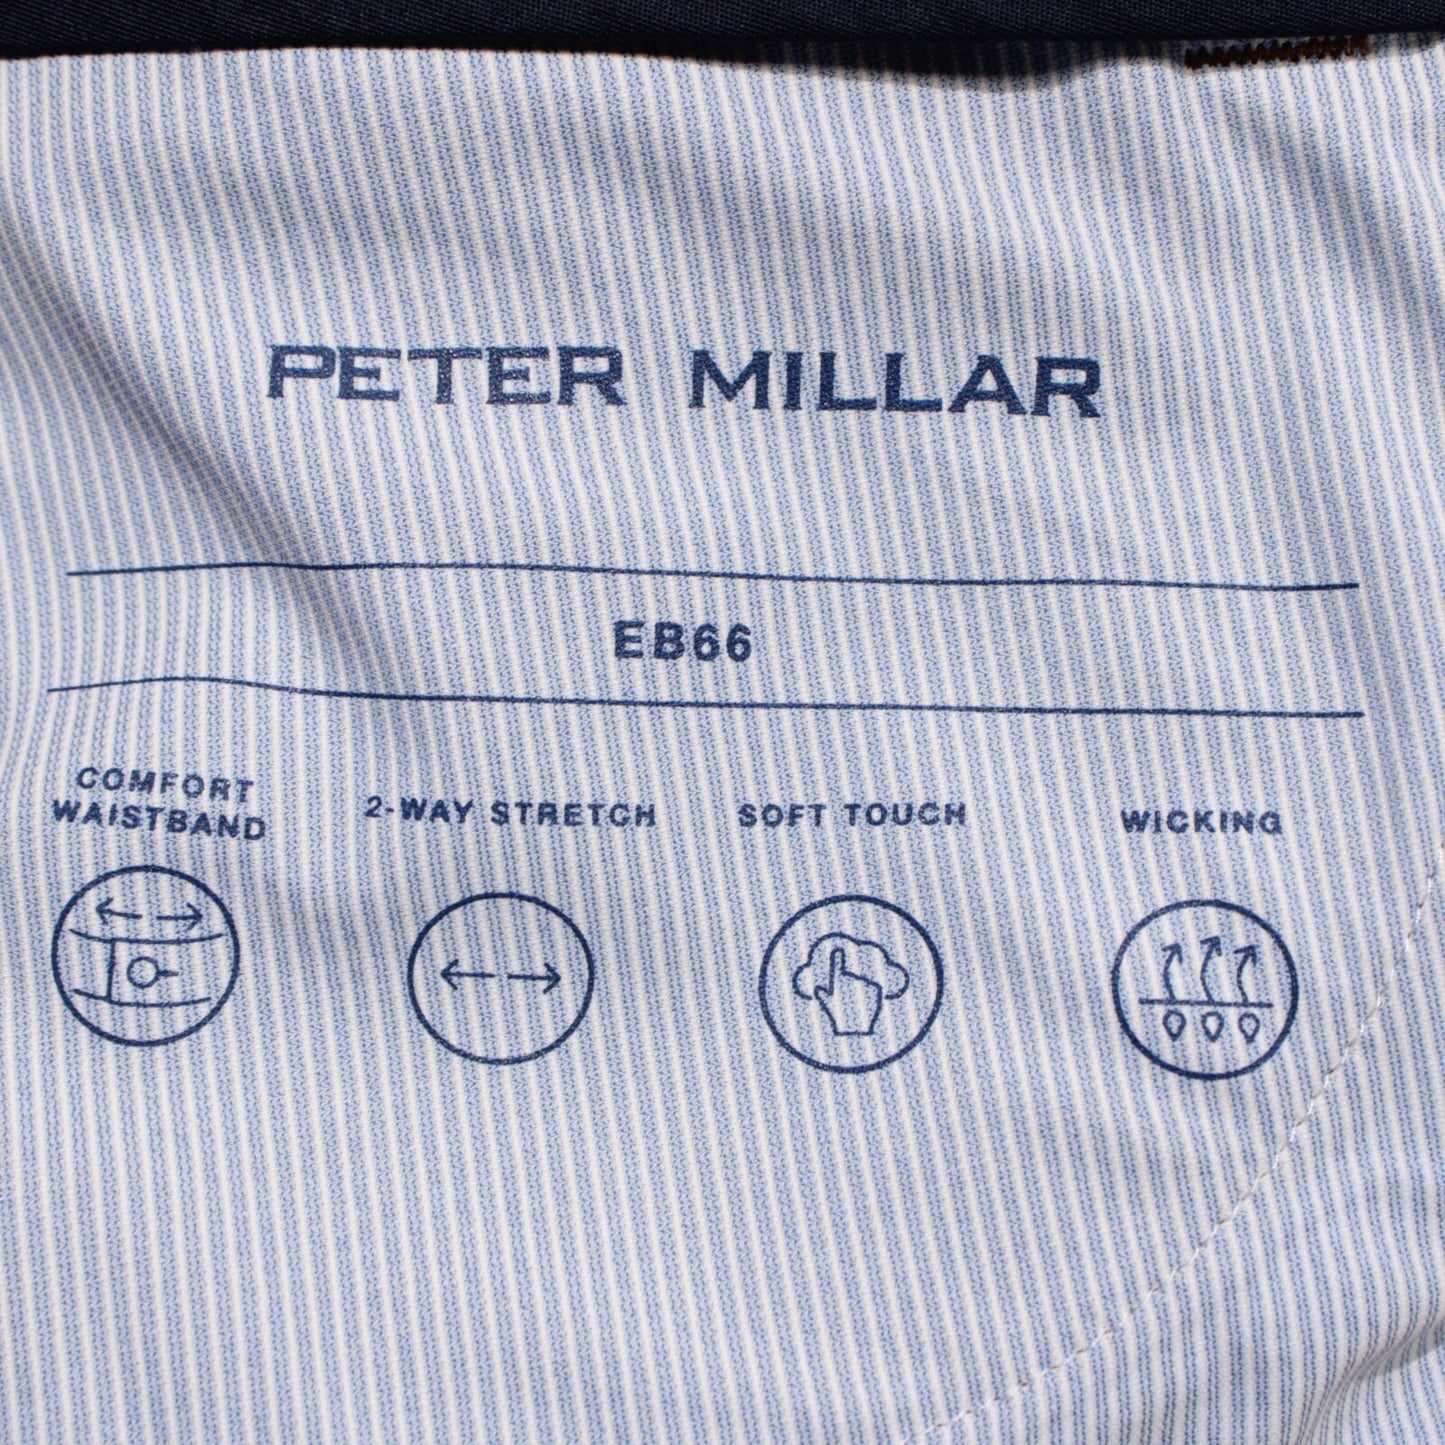 PETER MILLAR
EB66
COMFORT
WAISTBAND
2-WAY STRETCH
SOFT TOUCH
WICKING